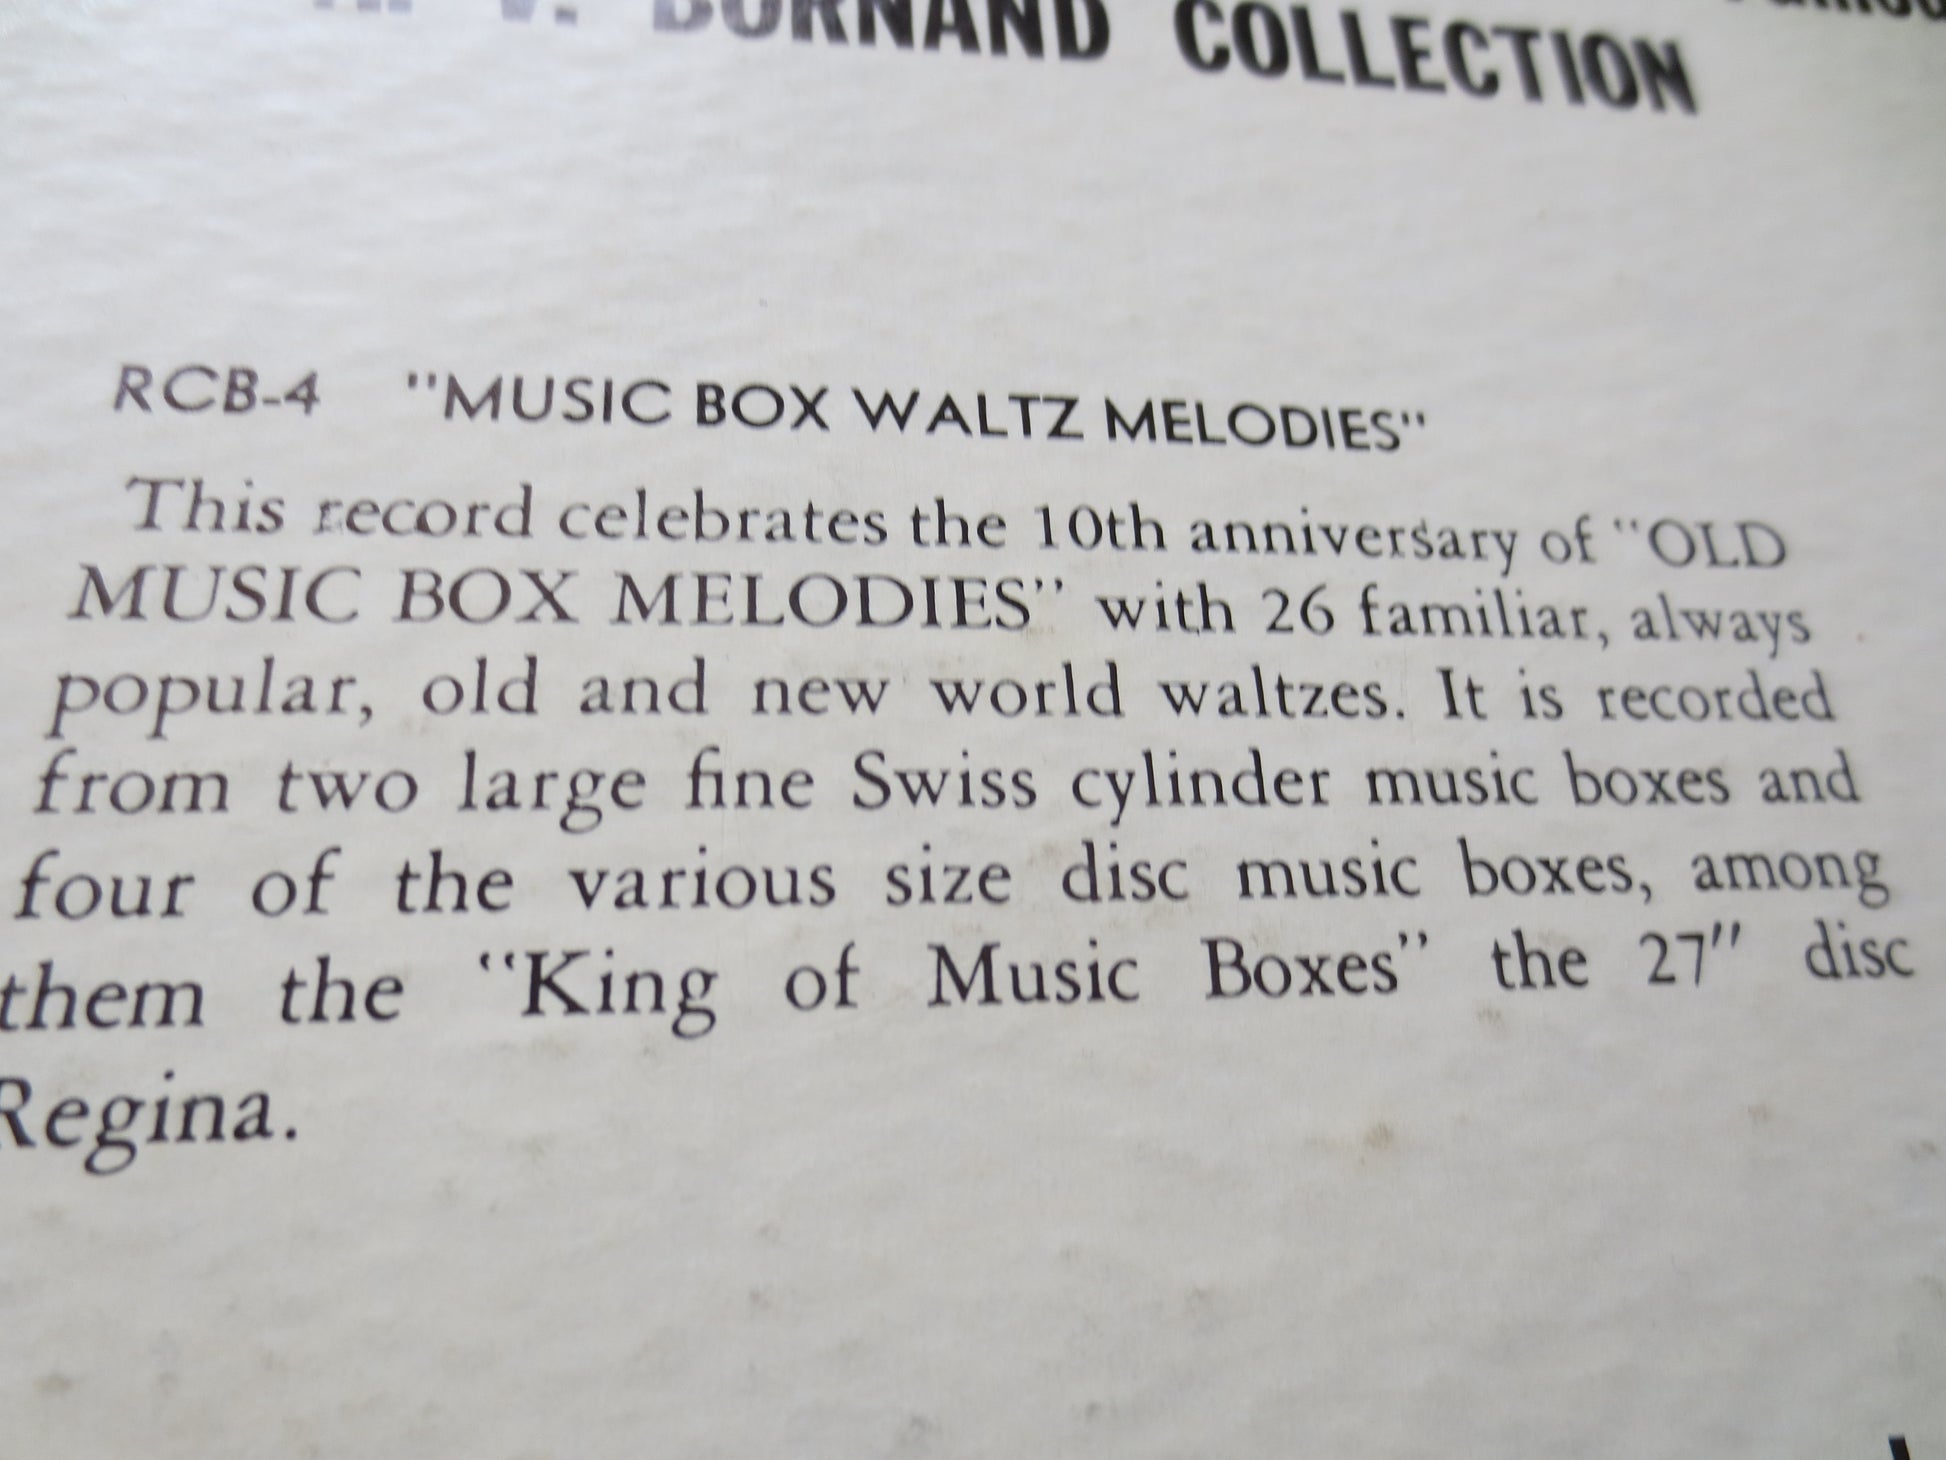 V. BORNAND COLLECTION
RCB-4 "MUSIC BOX WALTZ MELODIES"
This record celebrates the 10th anniversary of "OLD
MUSIC BOX MELODIES" with 26 familiar, always
popular, old and new world waltzes. It is recorded
from two large fine Swiss cylinder music boxes and
four of the various size disc music boxes, among
them the "King of Music Boxes" the 27" disc
Regina.